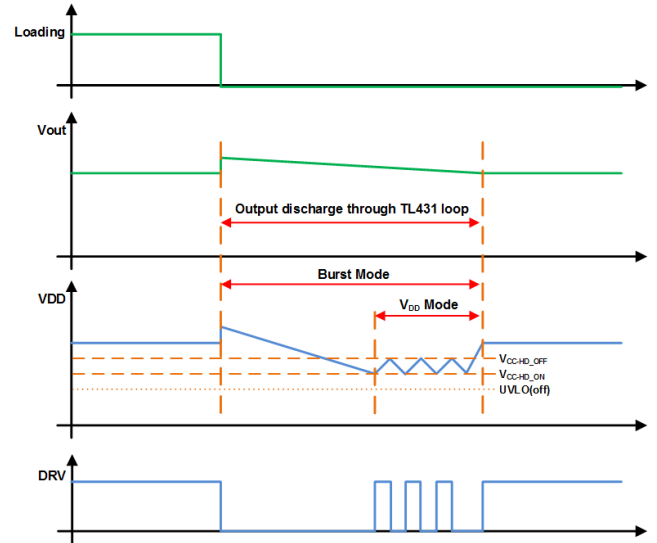 Loading
Vout
Output discharge through TL431 loop
Burst Mode
VDD
VDD Mode
VCC-HD_OFF
VCC-HD_ON
UVLO(off)
DRV